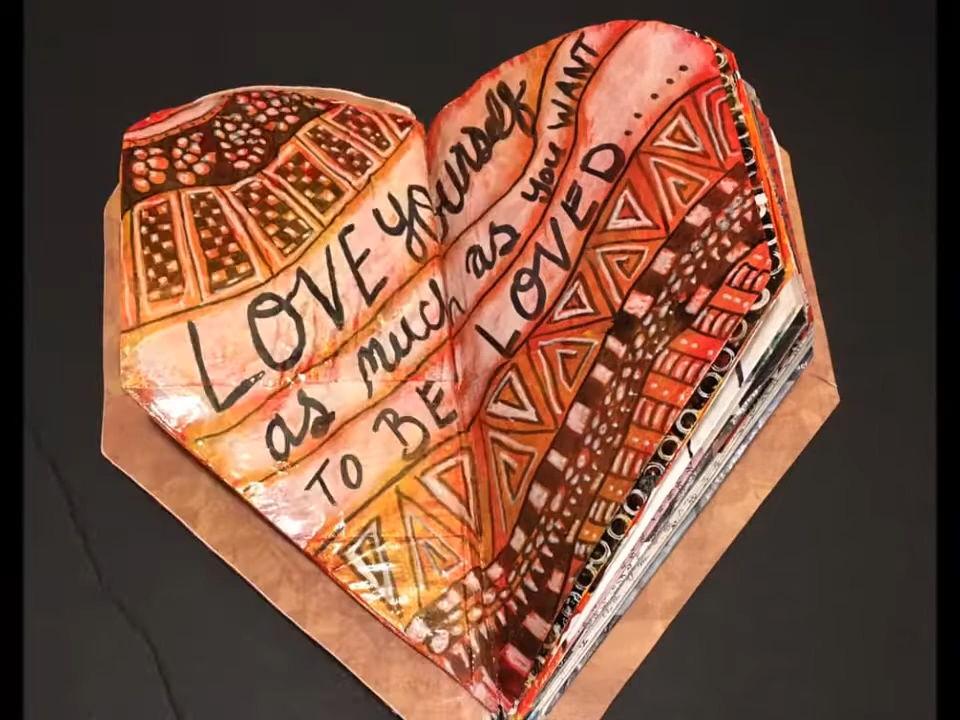 LOVE yourself
as much as you WANT
TO BE LOVED.......